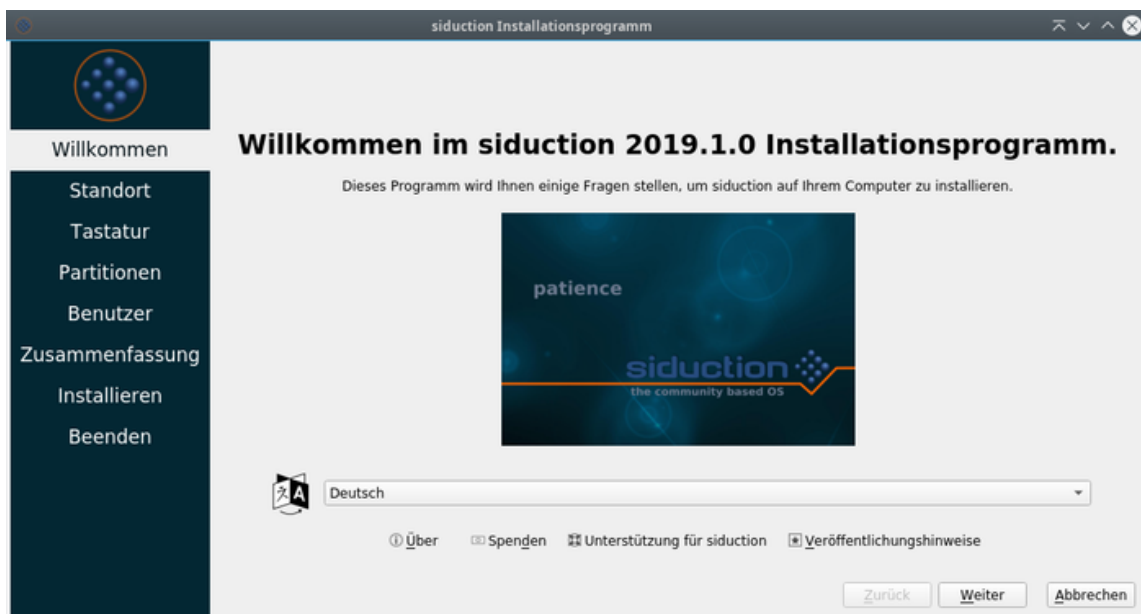 siduction Installationsprogramm
Willkommen
Standort
Tastatur
Partitionen
Benutzer
Zusammenfassung
Installieren
Beenden
Willkommen im siduction 2019.1.0 Installationsprogramm.
Dieses Programm wird Ihnen einige Fragen stellen, um siduction auf Ihrem Computer zu installieren.
patience
siduction
the community based OS
Deutsch
Über Spenden Unterstützung für siduction Veröffentlichungshinweise
Zurück Weiter Abbrechen